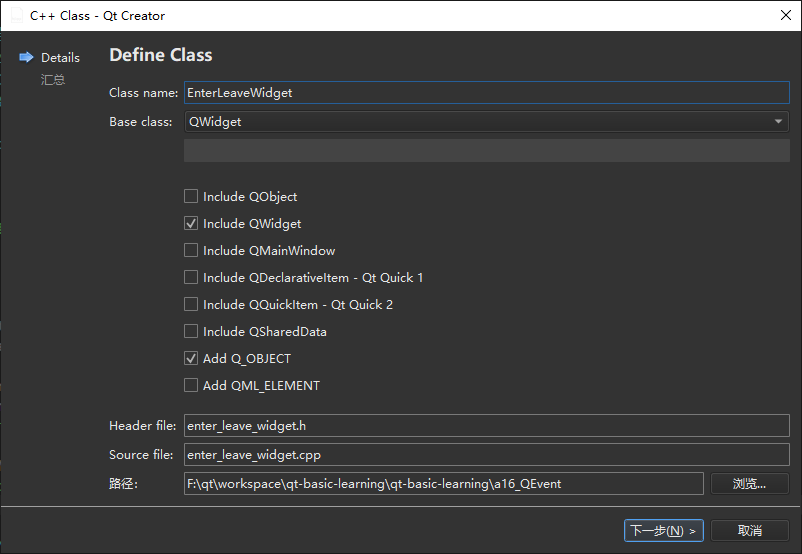 C++ Class - Qt Creator
Details
汇总
Define Class
Class name: EnterLeaveWidget
Base class: QWidget
Include QObject
Include QWidget
Include QMainWindow
Include QDeclarativeItem - Qt Quick 1
Include QQuickItem - Qt Quick 2
Include QSharedData
Add Q_OBJECT
Add QML_ELEMENT
Header file: enter_leave_widget.h
Source file: enter_leave_widget.cpp
路径: F:\qt\workspace\qt-basic-learning\qt-basic-learning\a16_QEvent 浏览...
下一步(N) > 取消